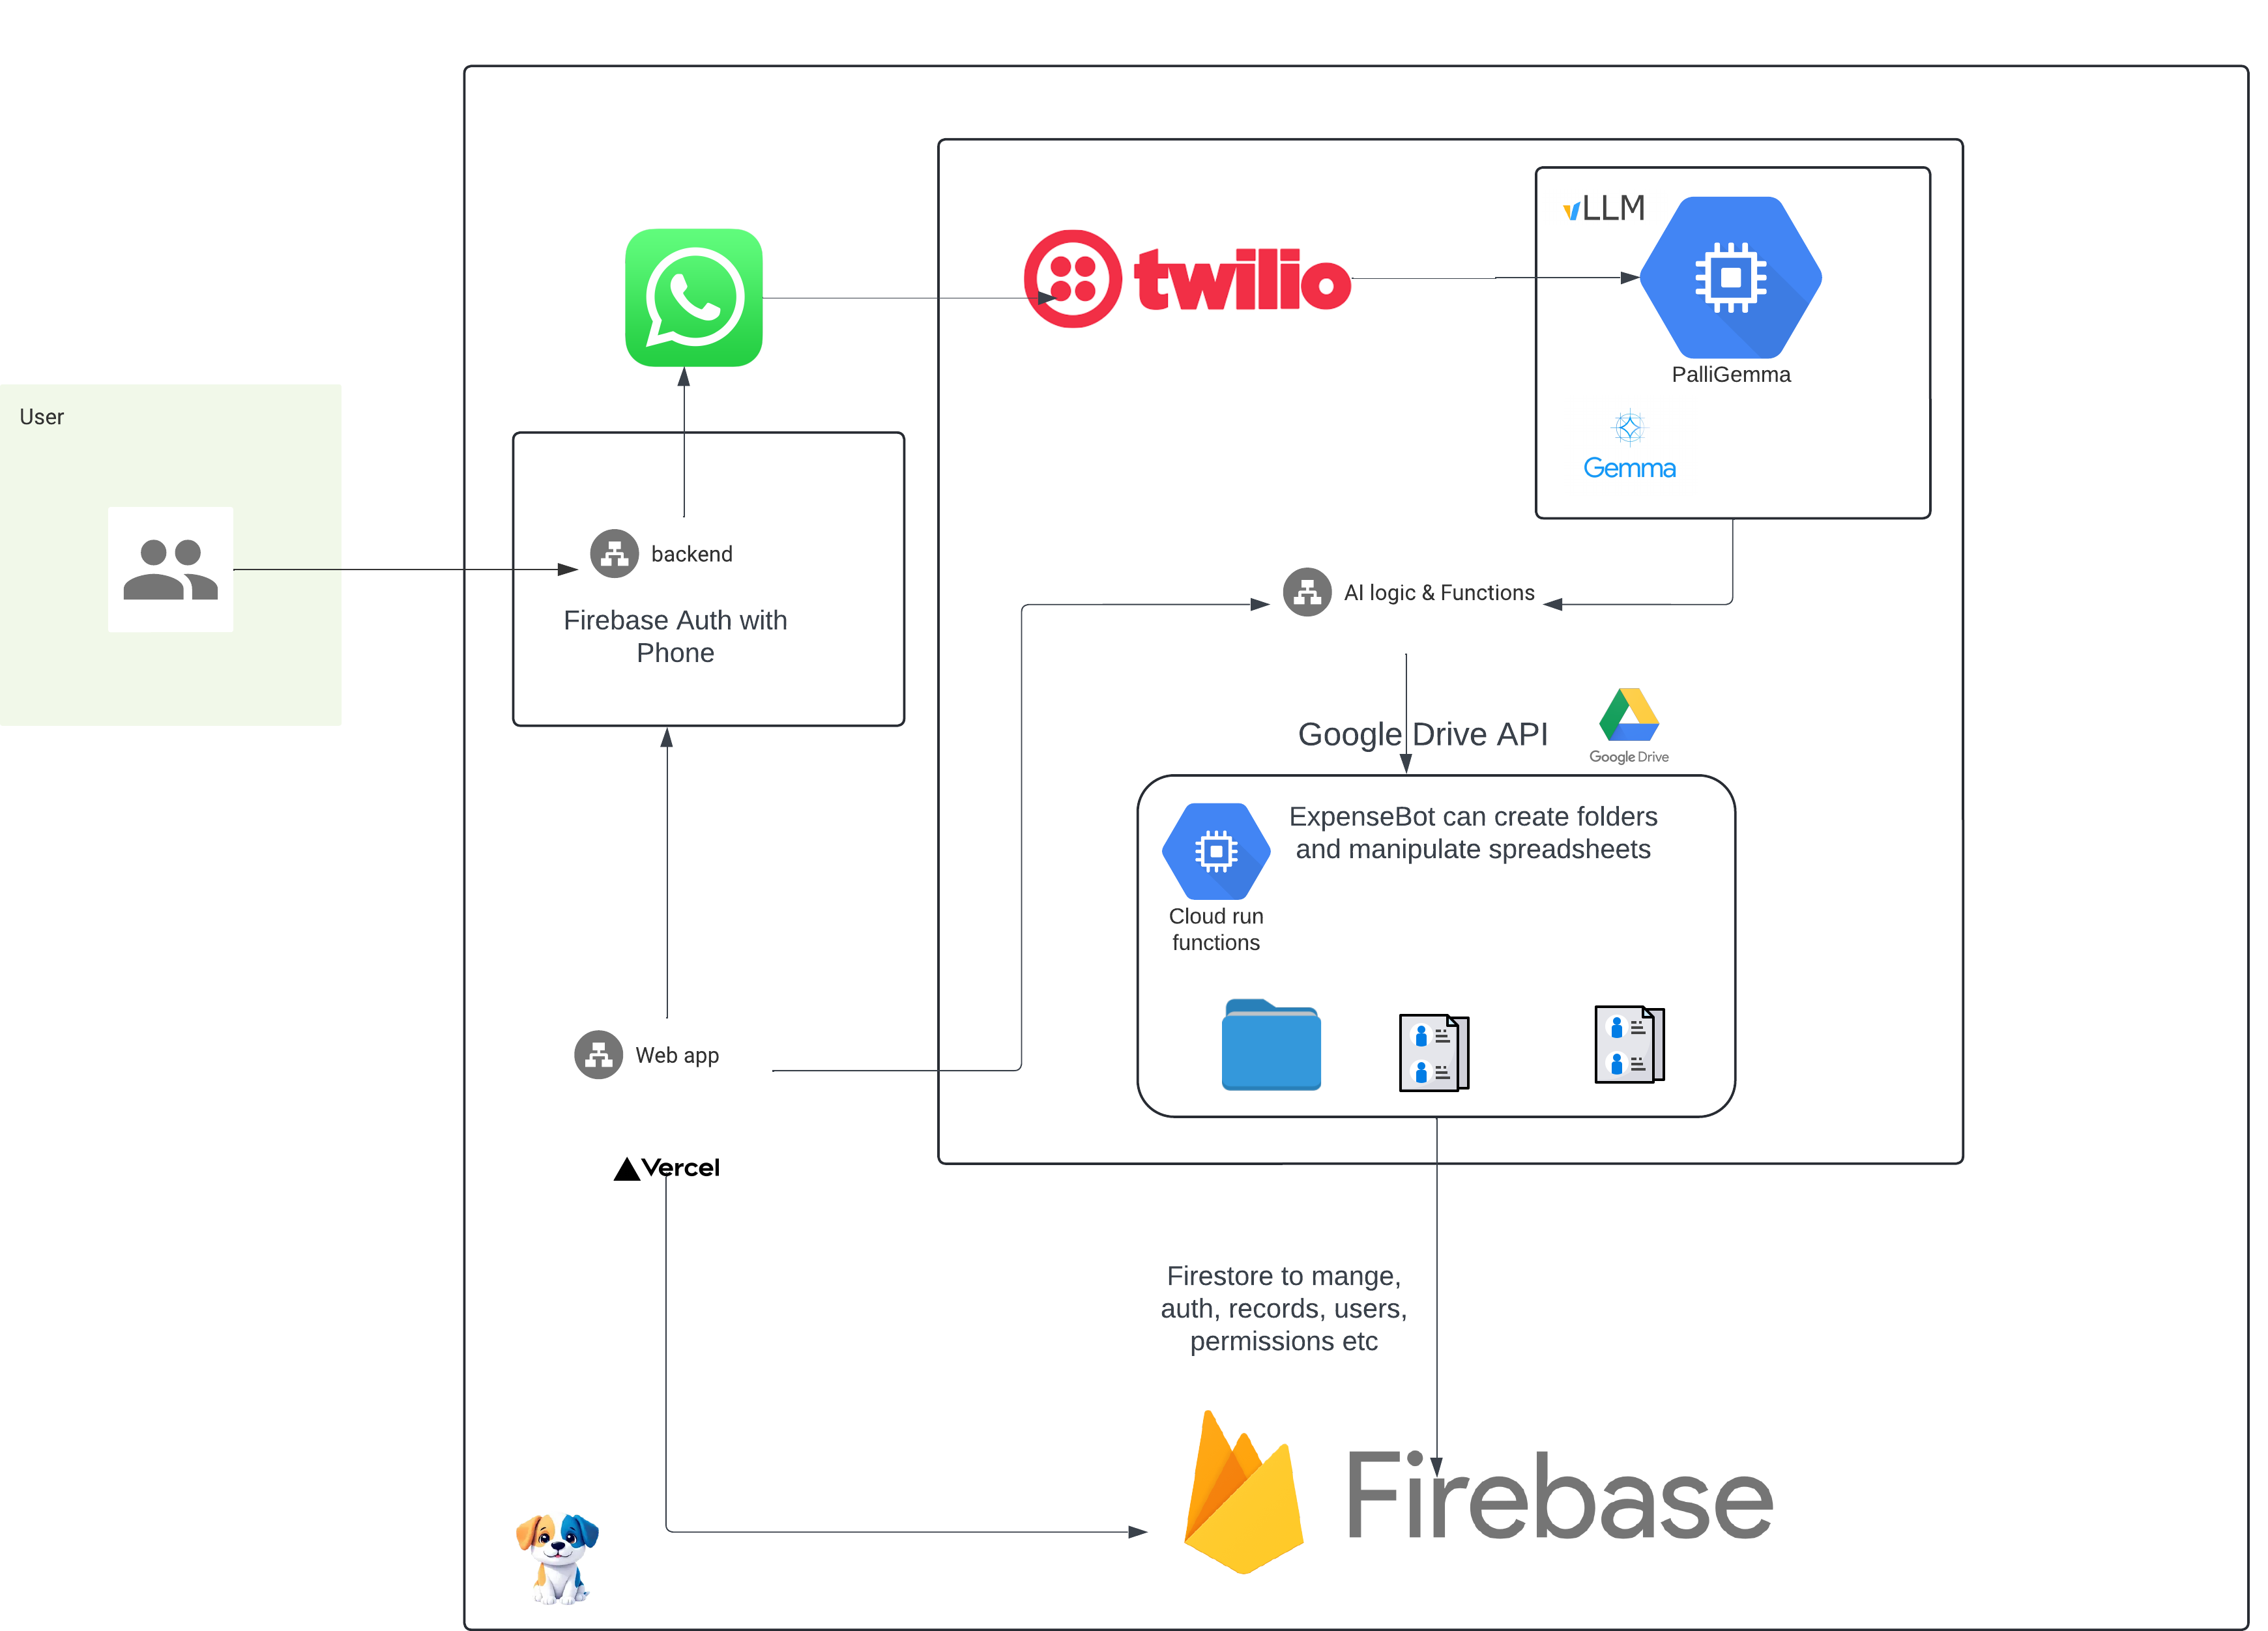 User
backend
Firebase Auth with
Phone
twilio
vLLM
PalliGemma
Gemma
AI logic & Functions
Google Drive API
Google Drive
ExpenseBot can create folders
and manipulate spreadsheets
Cloud run
functions
Web app
Vercel
Firestore to mange,
auth, records, users,
permissions etc
Firebase